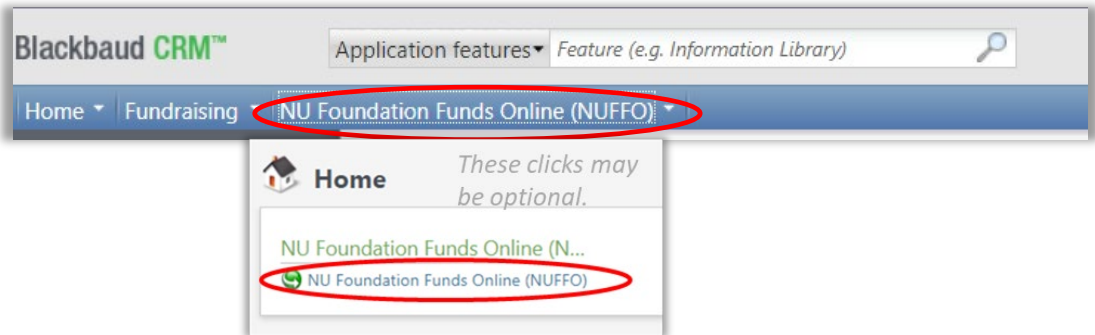 Blackbaud CRM™
Application features Feature (e.g. Information Library)
Home Fundraising NU Foundation Funds Online (NUFFO)
Home
These clicks may
be optional.
NU Foundation Funds Online (N...
NU Foundation Funds Online (NUFFO)